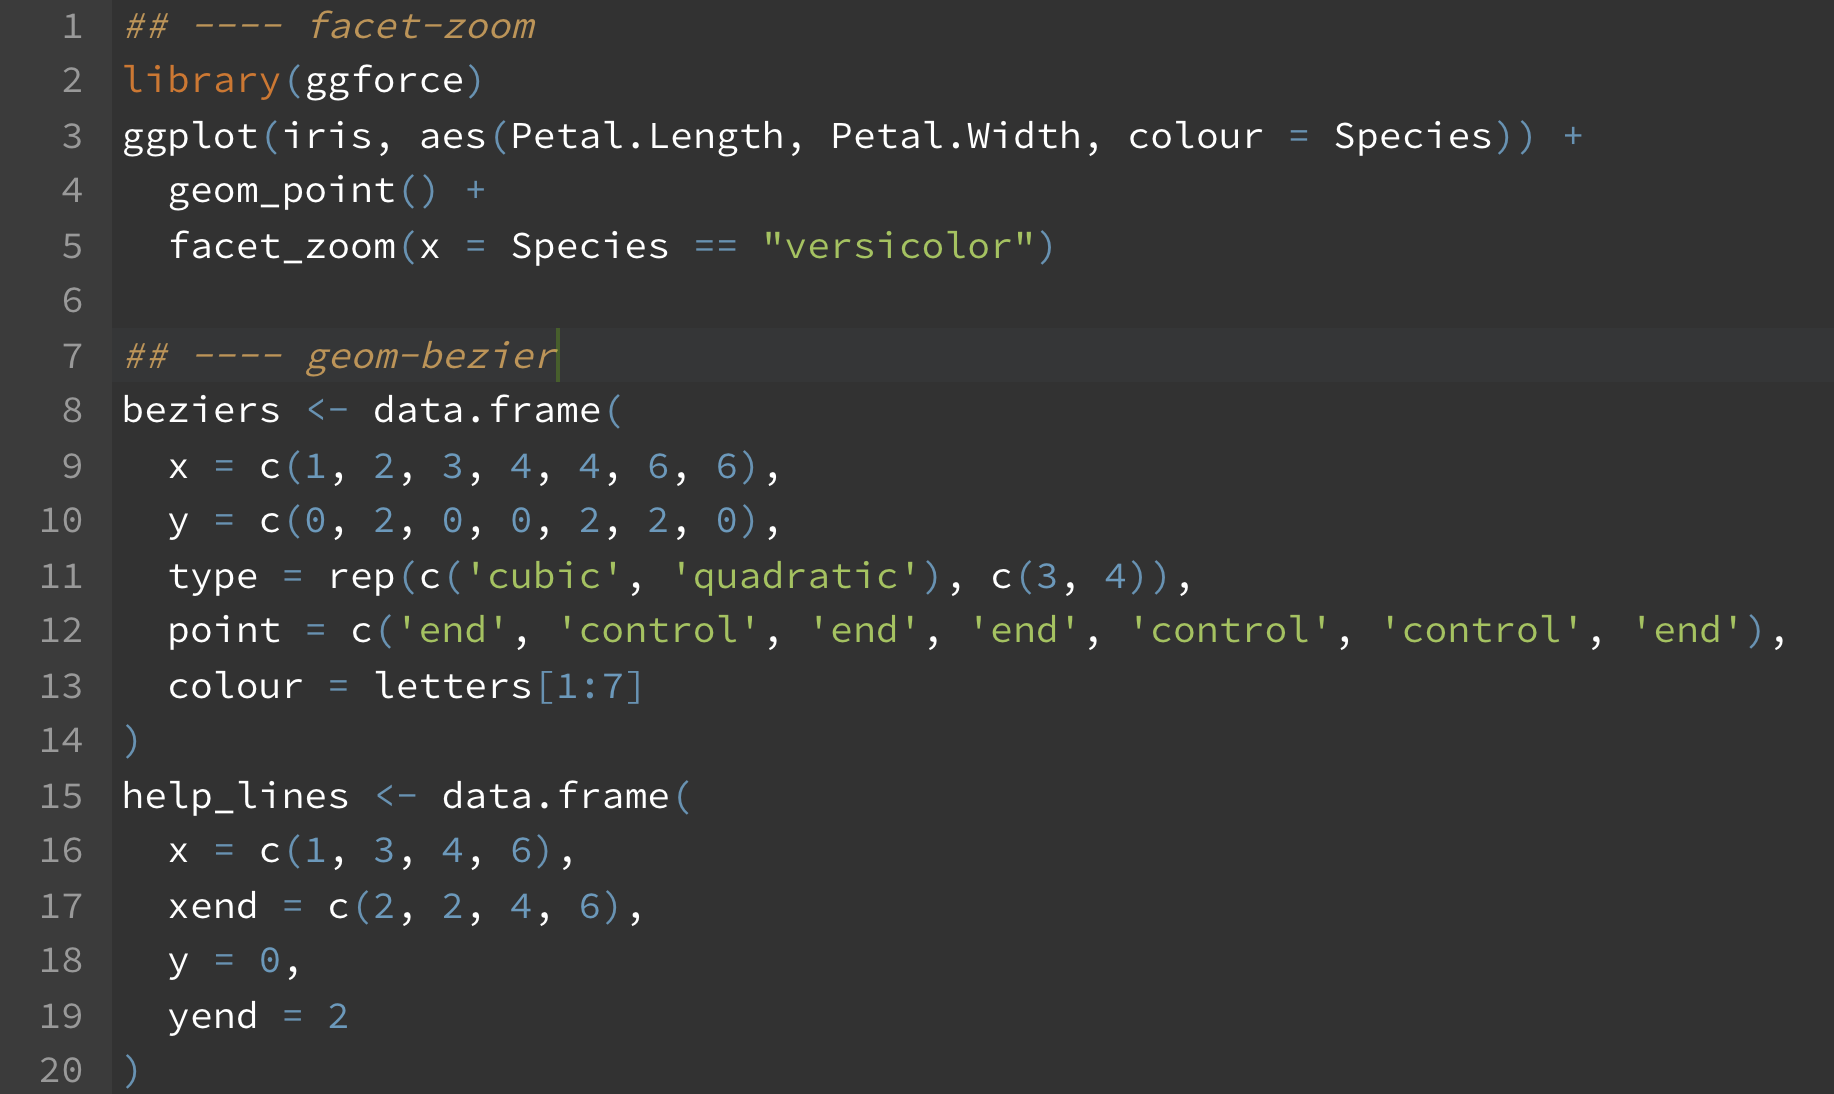 1 ## ---- facet-zoom
2 library(ggforce)
3 ggplot(iris, aes(Petal.Length, Petal.Width, colour = Species)) +
4   geom_point() +
5   facet_zoom(x = Species == "versicolor")
6
7 ## ---- geom-bezier
8 beziers <- data.frame(
9   x = c(1, 2, 3, 4, 4, 6, 6),
10   y = c(0, 2, 0, 0, 2, 2, 0),
11   type = rep(c('cubic', 'quadratic'), c(3, 4)),
12   point = c('end', 'control', 'end', 'end', 'control', 'control', 'end'),
13   colour = letters[1:7]
14 )
15 help_lines <- data.frame(
16   x = c(1, 3, 4, 6),
17   xend = c(2, 2, 4, 6),
18   y = 0,
19   yend = 2
20 )